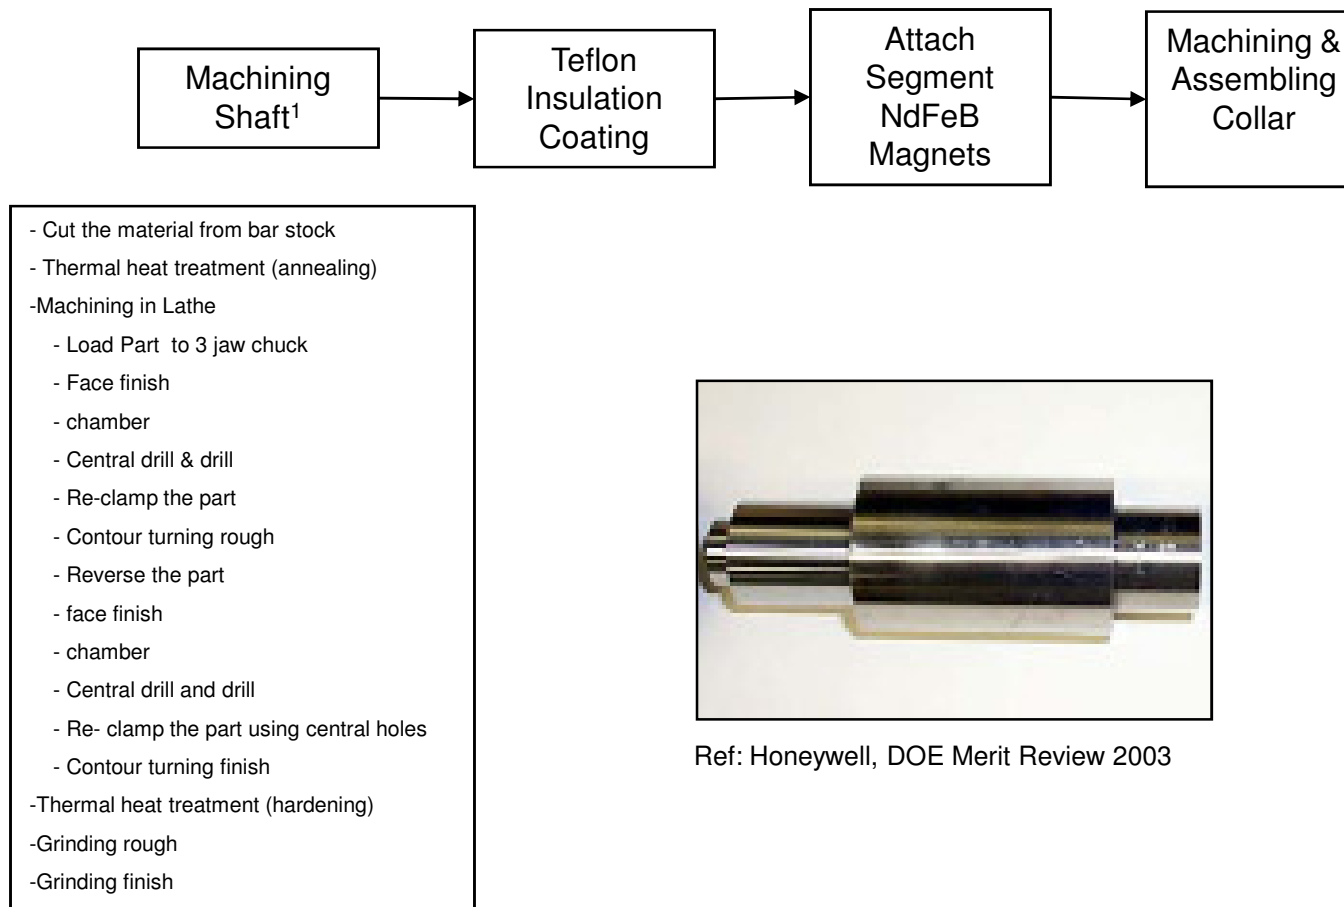 Machining
Shaft¹
Teflon
Insulation
Coating
Attach
Segment
NdFeB
Magnets
Machining &
Assembling
Collar
- Cut the material from bar stock
- Thermal heat treatment (annealing)
-Machining in Lathe
- Load Part to 3 jaw chuck
- Face finish
- chamber
- Central drill & drill
- Re-clamp the part
- Contour turning rough
- Reverse the part
- face finish
- chamber
- Central drill and drill
- Re- clamp the part using central holes
- Contour turning finish
-Thermal heat treatment (hardening)
-Grinding rough
-Grinding finish
Ref: Honeywell, DOE Merit Review 2003